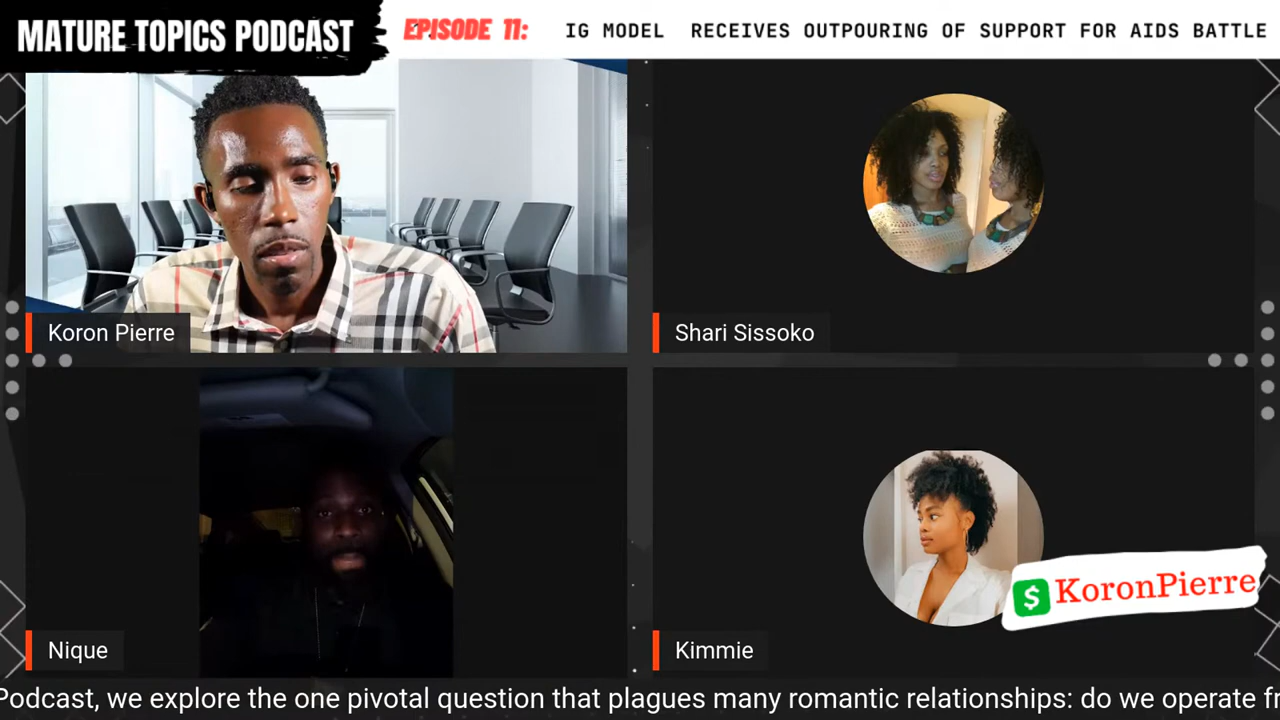 MATURE TOPICS PODCAST
EPISODE 11:
IG MODEL RECEIVES OUTPOURING OF SUPPORT FOR AIDS BATTLE
Koron Pierre
Shari Sissoko
Nique
Kimmie
$ KoronPierre
Podcast, we explore the one pivotal question that plagues many romantic relationships: do we operate fr